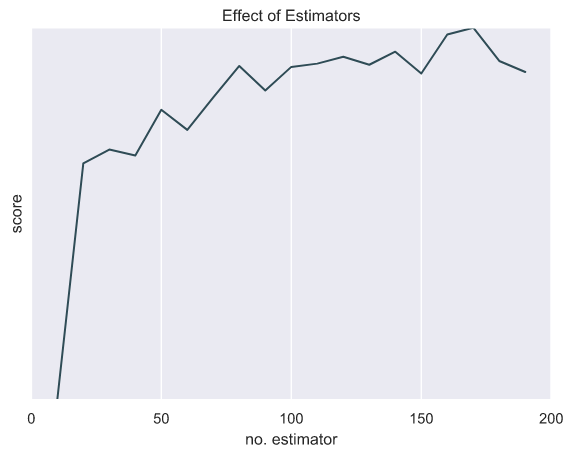 Effect of Estimators
score
0 50 100 150 200
no. estimator